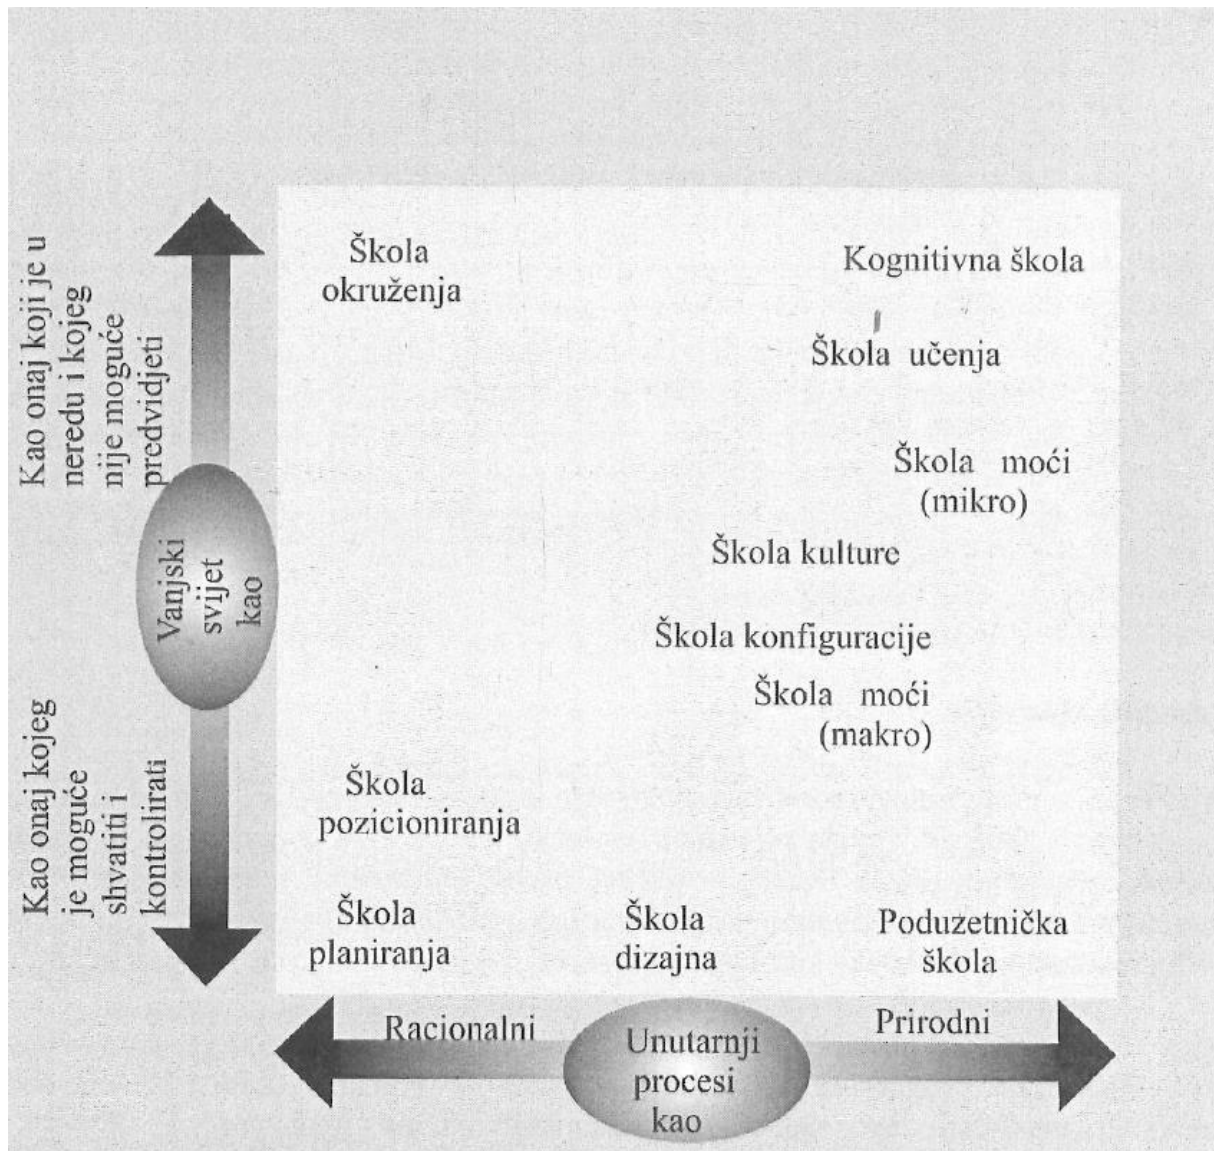 Kao onaj koji je u
neredu i kojeg
nije moguće
predvidjeti
Vanjski
svijet
kao
Kao onaj kojeg
je moguće
shvatiti i
kontrolirati
Škola
okruženja
Kognitivna škola
Škola učenja
Škola moći
(mikro)
Škola kulture
Škola konfiguracije
Škola moći
(makro)
Škola
pozicioniranja
Škola
planiranja
Škola
dizajna
Poduzetnička
škola
Racionalni
Unutarnji
procesi
kao
Prirodni